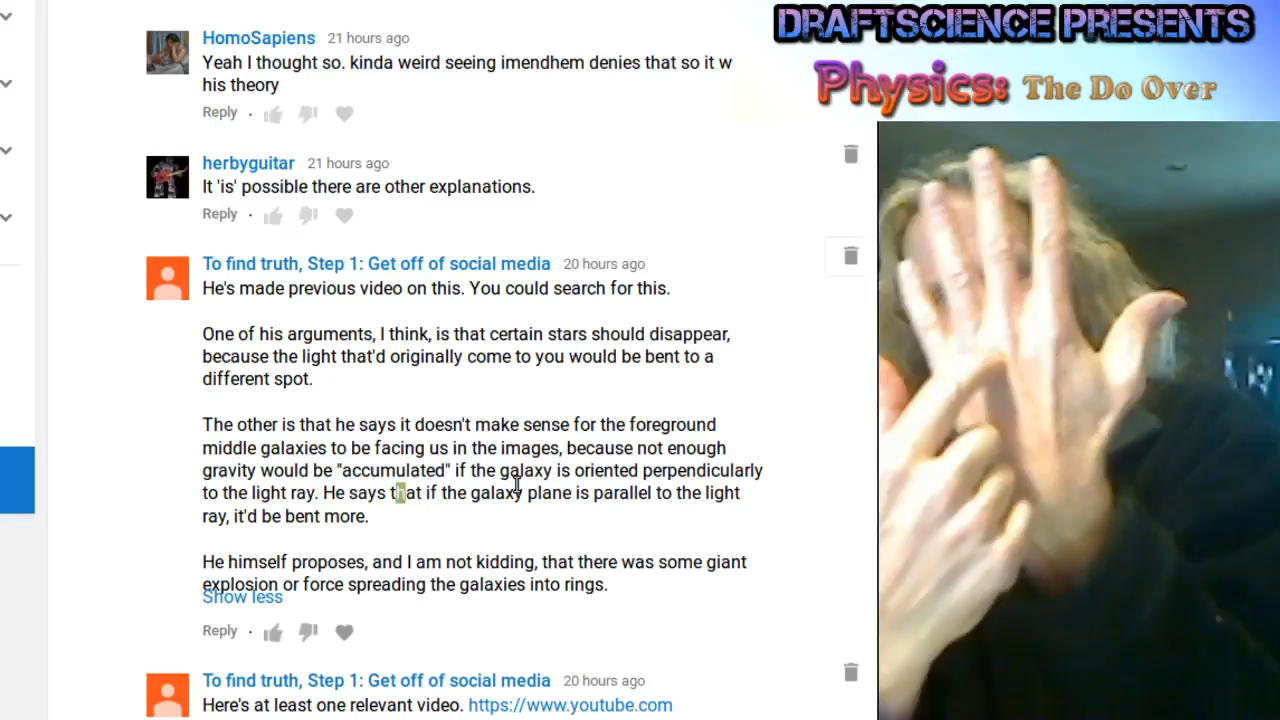 DRAFTSCIENCE PRESENTS
Physics: The Do Over
HomoSapiens 21 hours ago
Yeah I thought so. kinda weird seeing imendhem denies that so it w
his theory
Reply
herbyguitar 21 hours ago
It 'is' possible there are other explanations.
Reply
To find truth, Step 1: Get off of social media 20 hours ago
He's made previous video on this. You could search for this.
One of his arguments, I think, is that certain stars should disappear,
because the light that'd originally come to you would be bent to a
different spot.
The other is that he says it doesn't make sense for the foreground
middle galaxies to be facing us in the images, because not enough
gravity would be "accumulated" if the galaxy is oriented perpendicularly
to the light ray. He says that if the galaxy plane is parallel to the light
ray, it'd be bent more.
He himself proposes, and I am not kidding, that there was some giant
explosion or force spreading the galaxies into rings.
Show less
Reply
To find truth, Step 1: Get off of social media 20 hours ago
Here's at least one relevant video. https://www.youtube.com